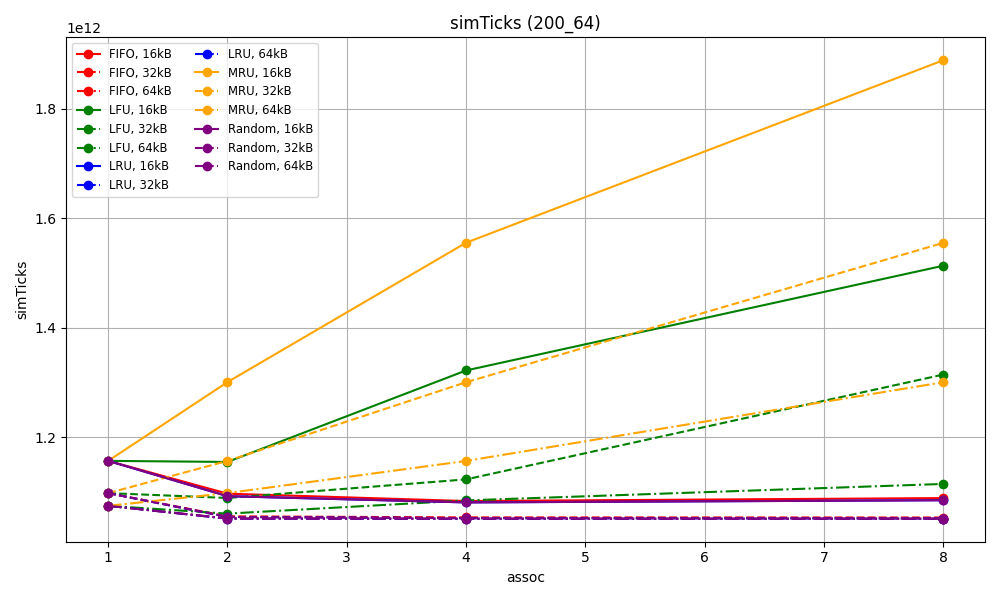 simTicks (200_64)
1e12
FIFO, 16kB
FIFO, 32kB
FIFO, 64kB
LFU, 16kB
LFU, 32kB
LFU, 64kB
LRU, 16kB
LRU, 32kB
LRU, 64kB
MRU, 16kB
MRU, 32kB
MRU, 64kB
Random, 16kB
Random, 32kB
Random, 64kB
1.8
1.6
1.4
1.2
simTicks
1 2 3 4 5 6 7 8
assoc